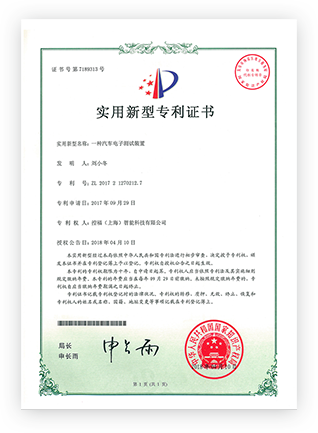 证书号第7189313号
实用新型专利证书
实用新型名称：一种汽车电子测试装置
发 明 人：刘小冬
专 利 号：ZL 2017 2 1270212.7
专利申请日：2017年09月29日
专 利 权 人：控福（上海）智能科技有限公司
授权公告日：2018年04月10日
本实用新型经过本局依照中华人民共和国专利法进行初步审查，决定授予专利权，颁
发本证书并在专利登记簿上予以登记。专利权自授权公告之日起生效。
本专利的专利权期限为十年，自申请日起算。专利权人应当依照专利法及其实施细则
规定缴纳年费。本专利的年费应当在每年09月29日前缴纳。未按照规定缴纳年费的，专利
权自应当缴纳年费期满之日起终止。
专利证书记载专利权登记时的法律状况。专利权的转移、质押、无效、终止、恢复和
专利权人的姓名或名称、国籍、地址变更等事项记载在专利登记簿上。
局长
申长雨
申长雨
中华人民共和国国家知识产权局
第1页（共1页）